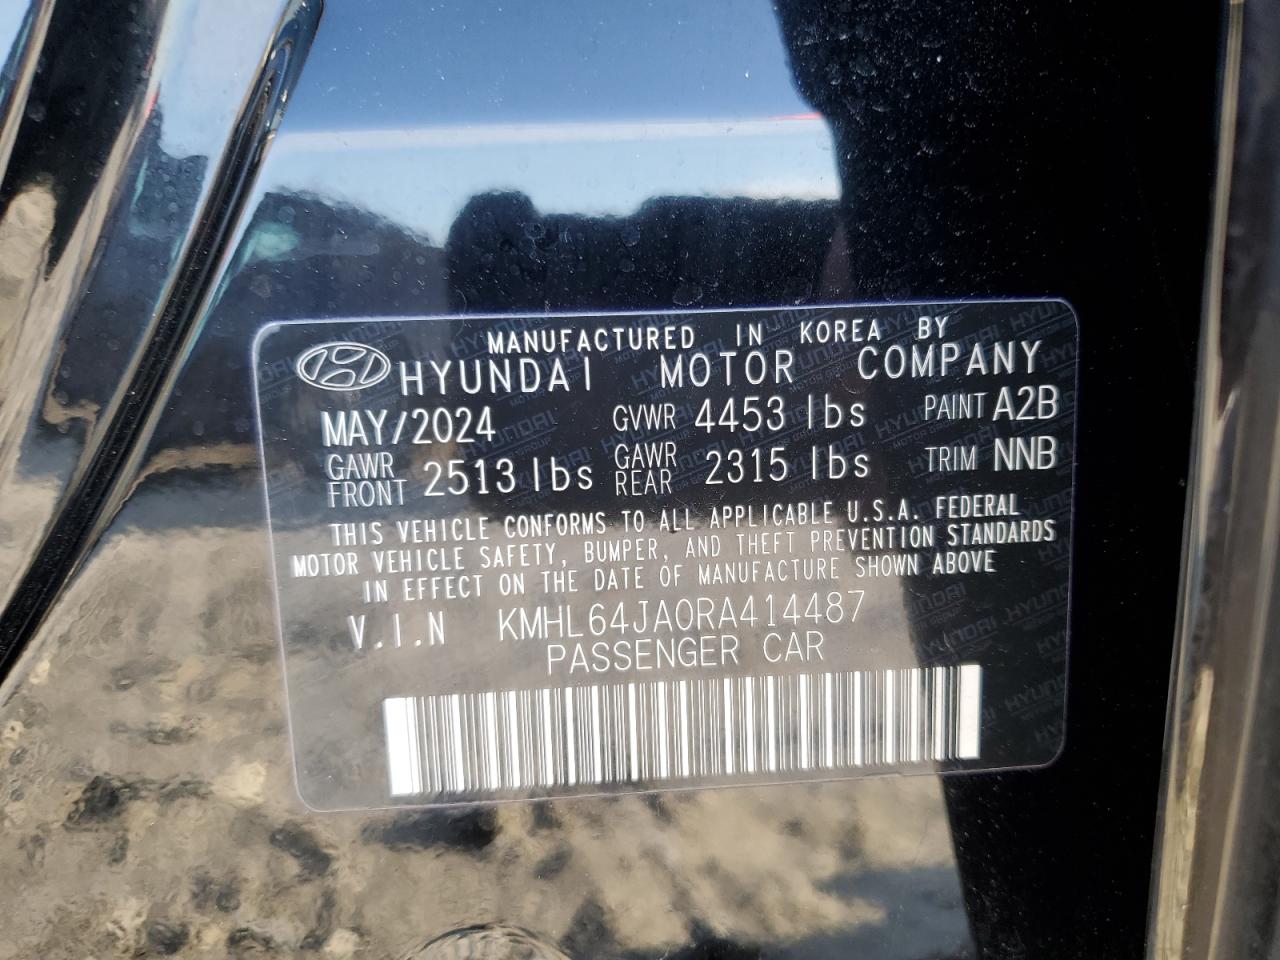 MANUFACTURED IN KOREA BY
HYUNDAI MOTOR COMPANY
MAY/2024 GVWR 4453 lbs PAINT A2B
GAWR FRONT 2513 lbs GAWR REAR 2315 lbs TRIM NNB
THIS VEHICLE CONFORMS TO ALL APPLICABLE U.S.A. FEDERAL
MOTOR VEHICLE SAFETY, BUMPER, AND THEFT PREVENTION STANDARDS
IN EFFECT ON THE DATE OF MANUFACTURE SHOWN ABOVE
V.I.N KMHL64JA0RA414487
PASSENGER CAR